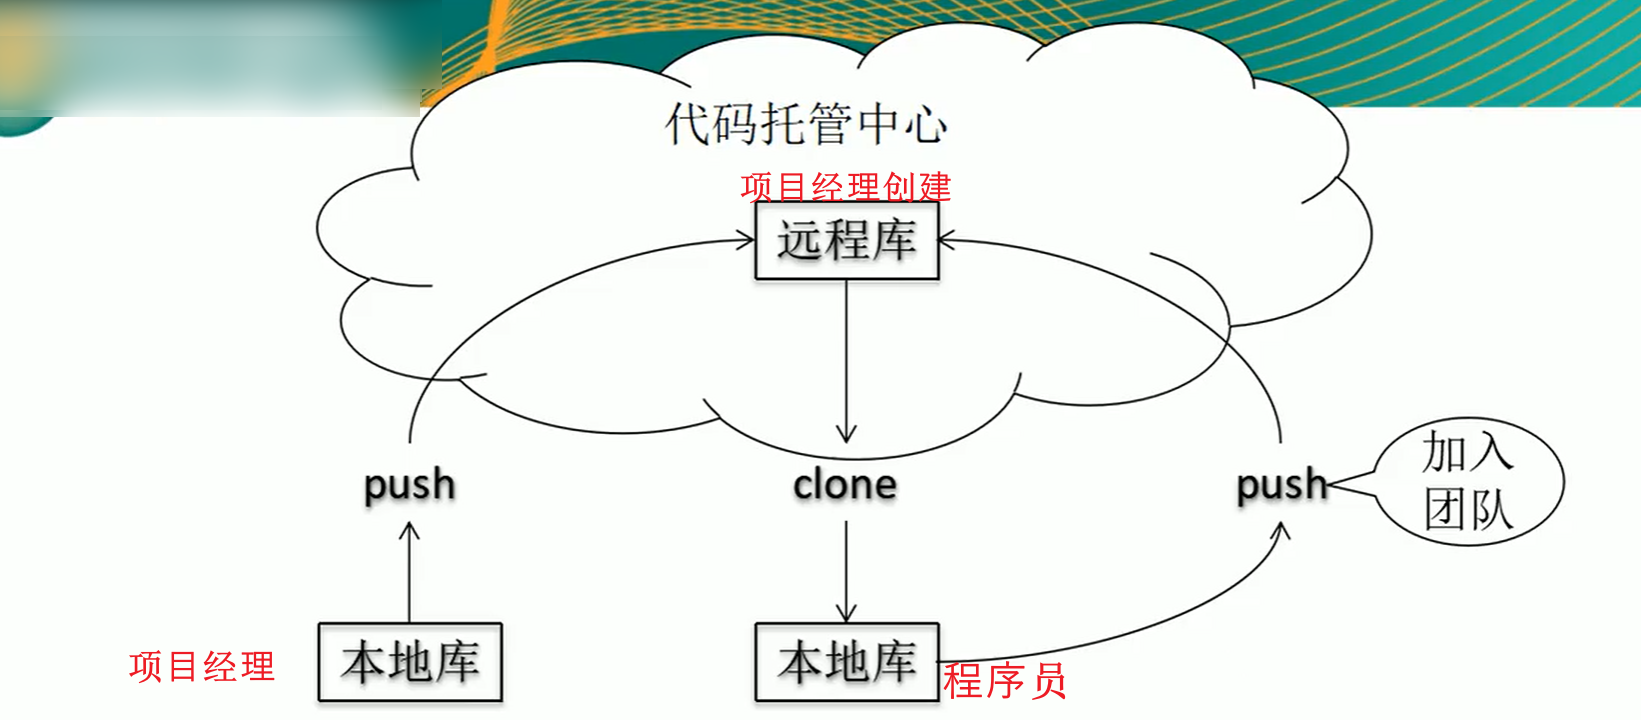 代码托管中心
项目经理创建
远程库
push
clone
push
加入
团队
项目经理
本地库
本地库
程序员